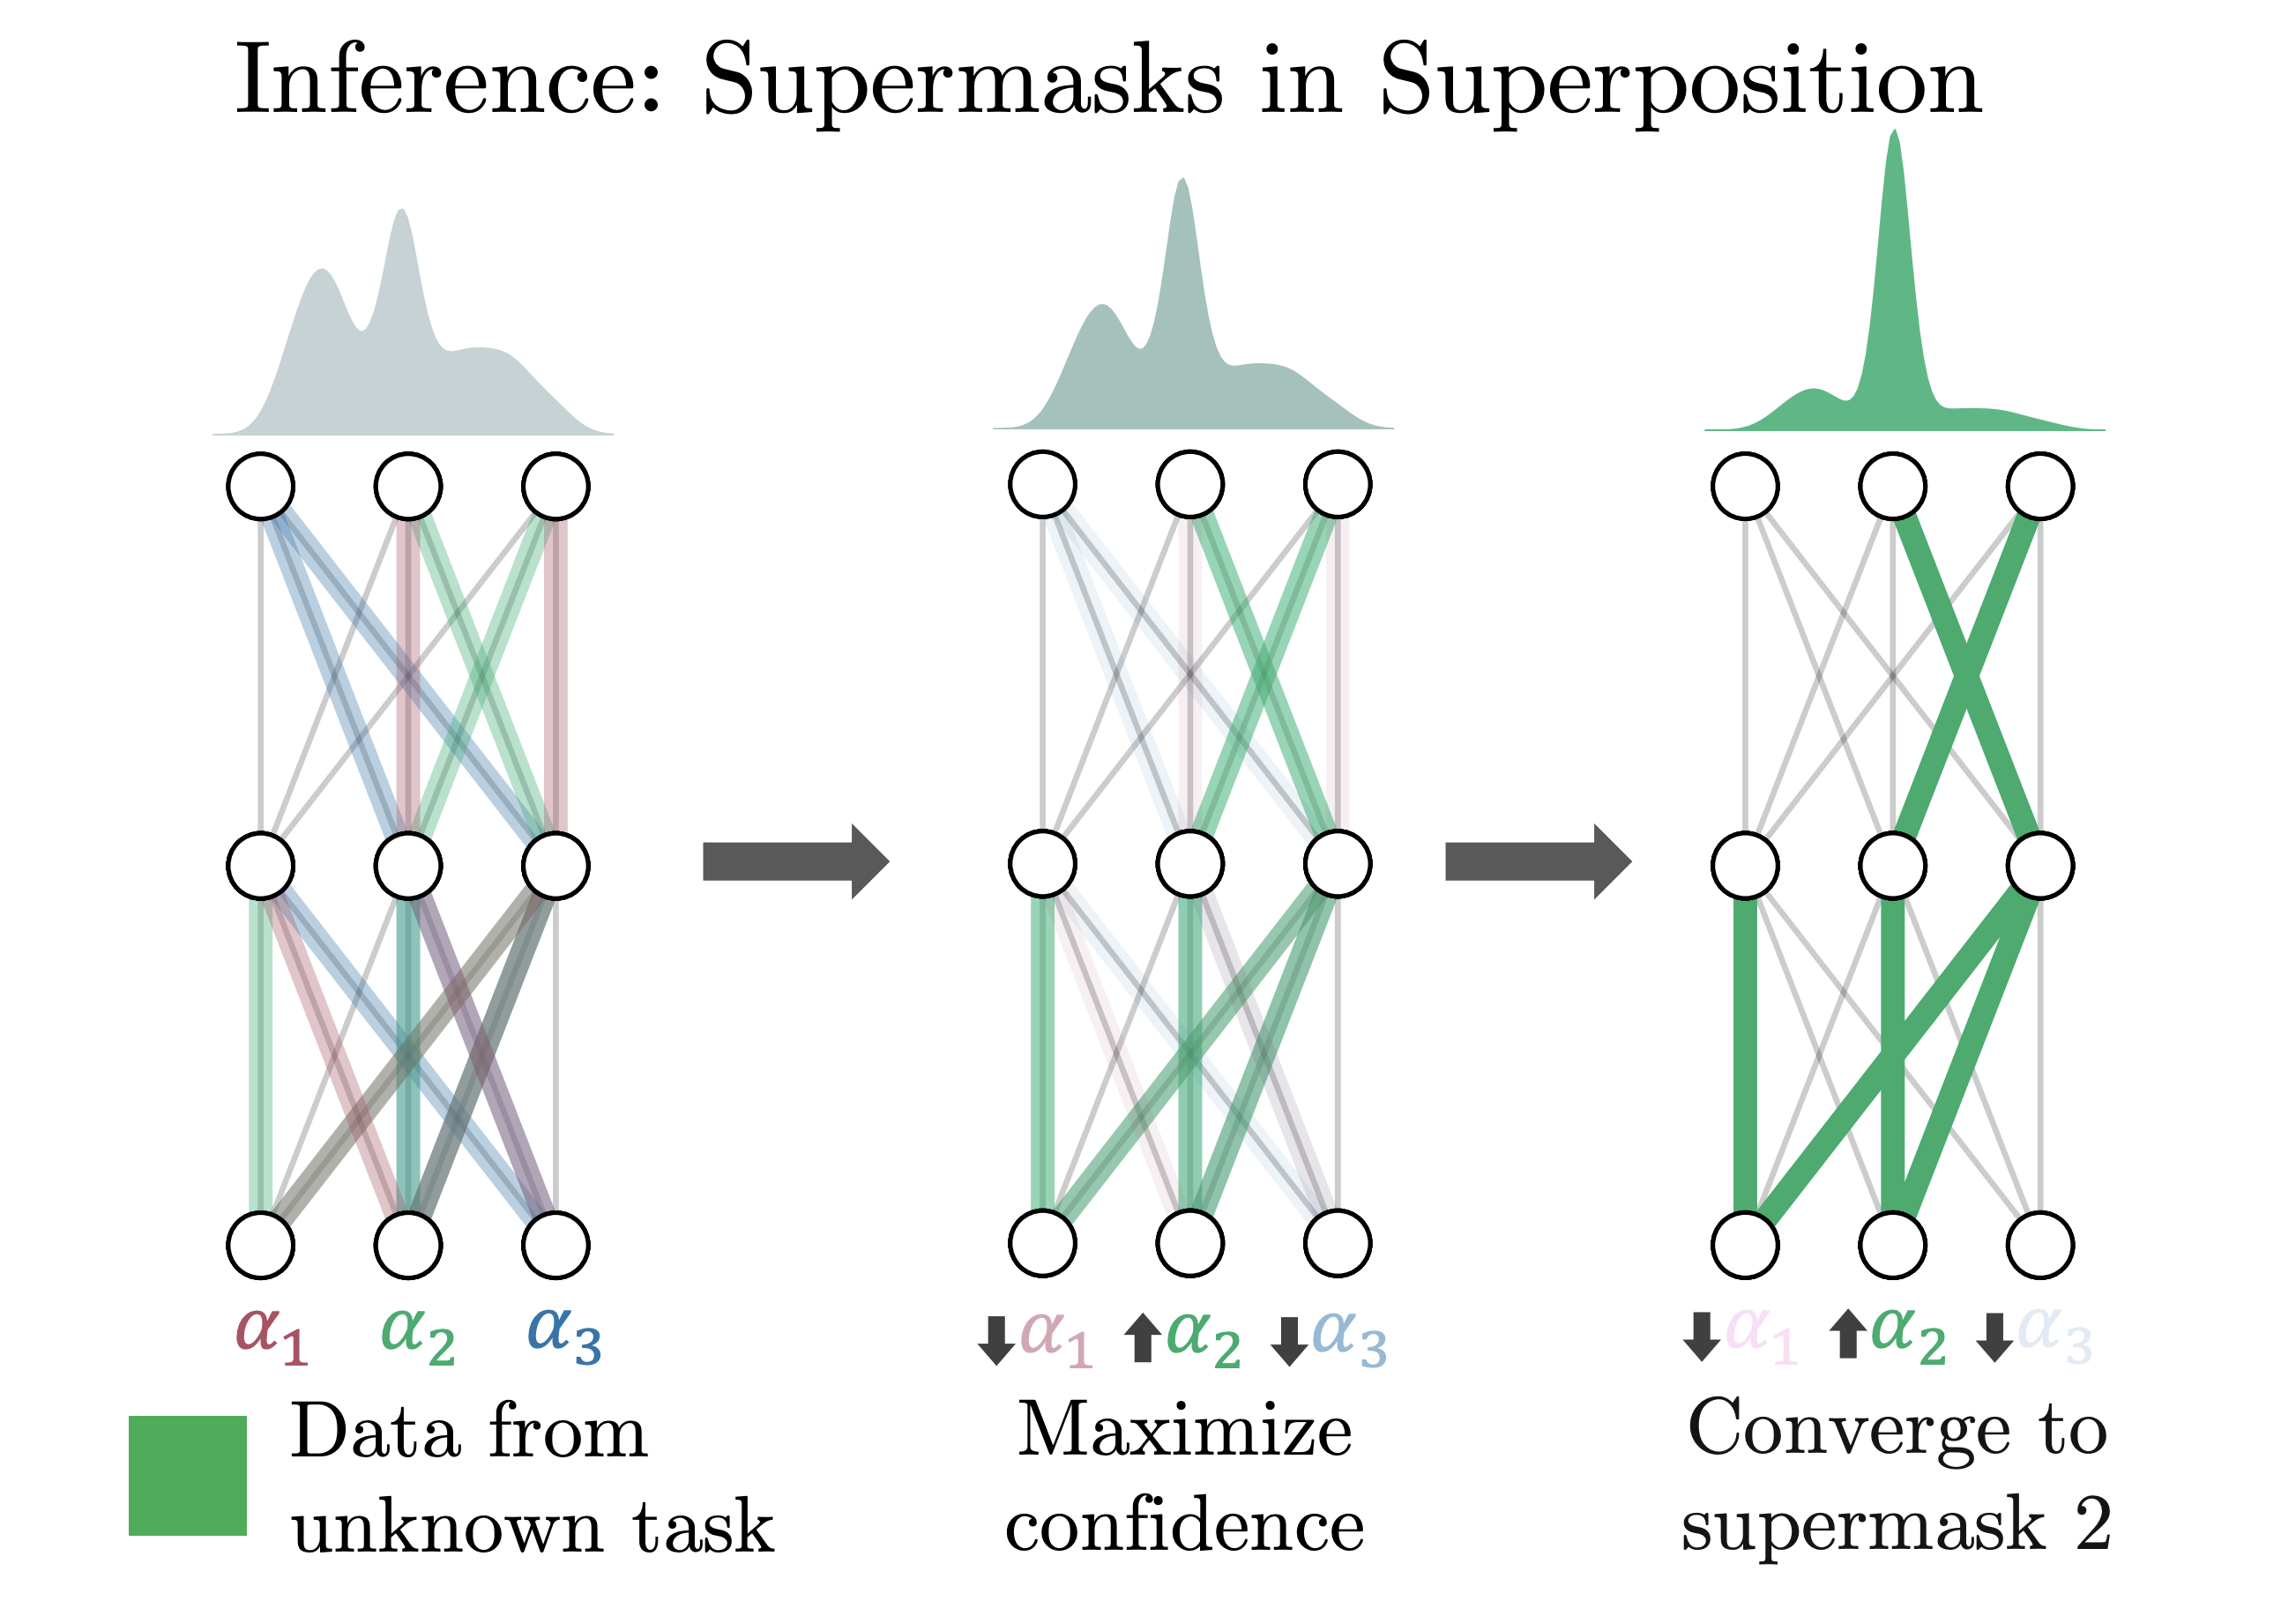 Inference: Supermasks in Superposition
α1 α2 α3
α1 α2 α3
α1 α2 α3
Data from
unknown task
Maximize
confidence
Converge to
supermask 2